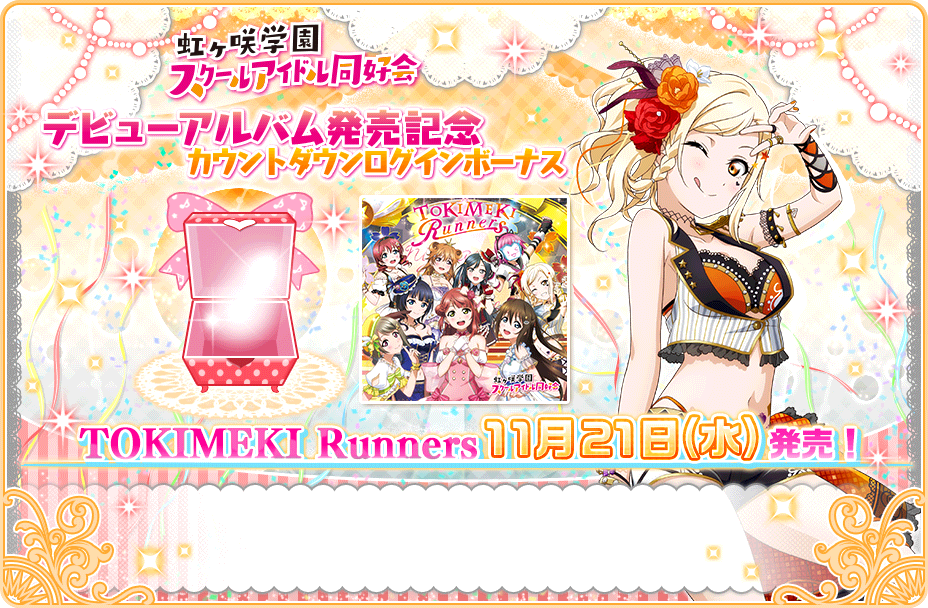 虹ヶ咲学園
スクールアイドル同好会
デビューアルバム発売記念
カウントダウンログインボーナス
TOKIMEKI
Runners
虹ヶ咲学園
スクールアイドル同好会
TOKIMEKI Runners 11月21日(水)発売!